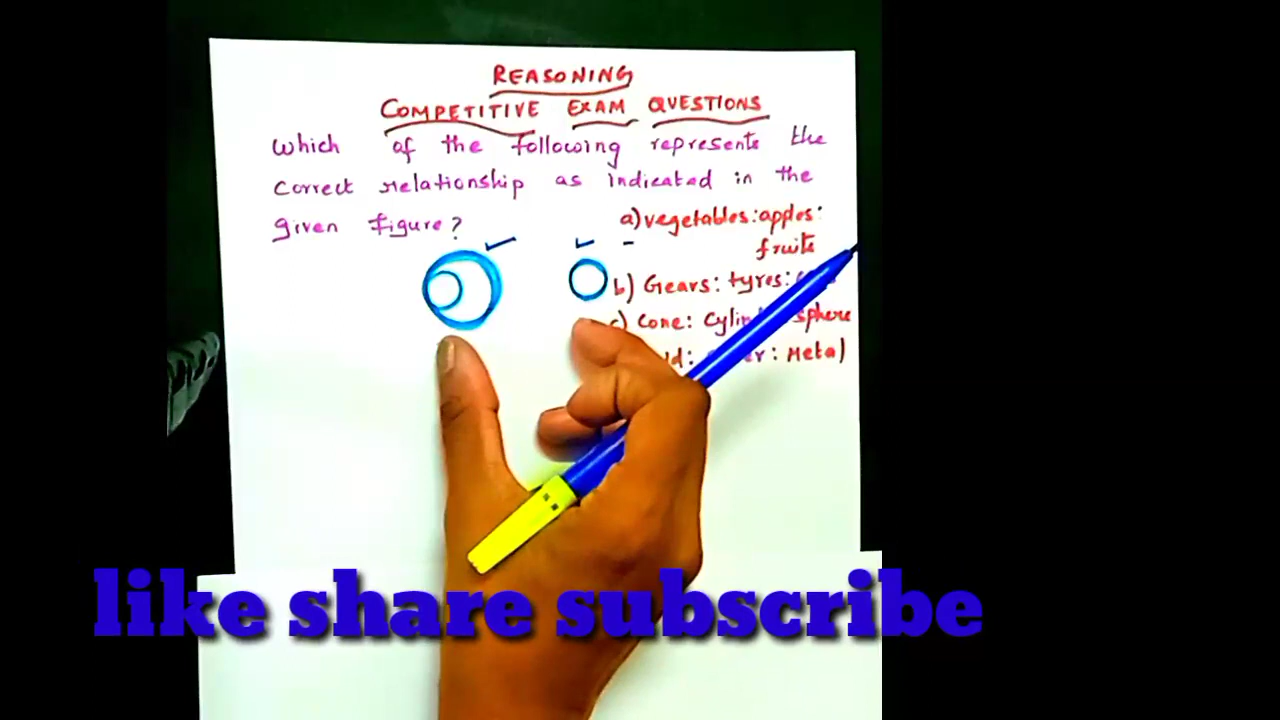 REASONING
COMPETITIVE EXAM QUESTIONS
Which of the following represents the
correct relationship as indicated in the
given figure?
a) vegetables: apples:
fruits
b) Gears: tyres:
c) Cone: sphere
: Metal)
like share subscribe